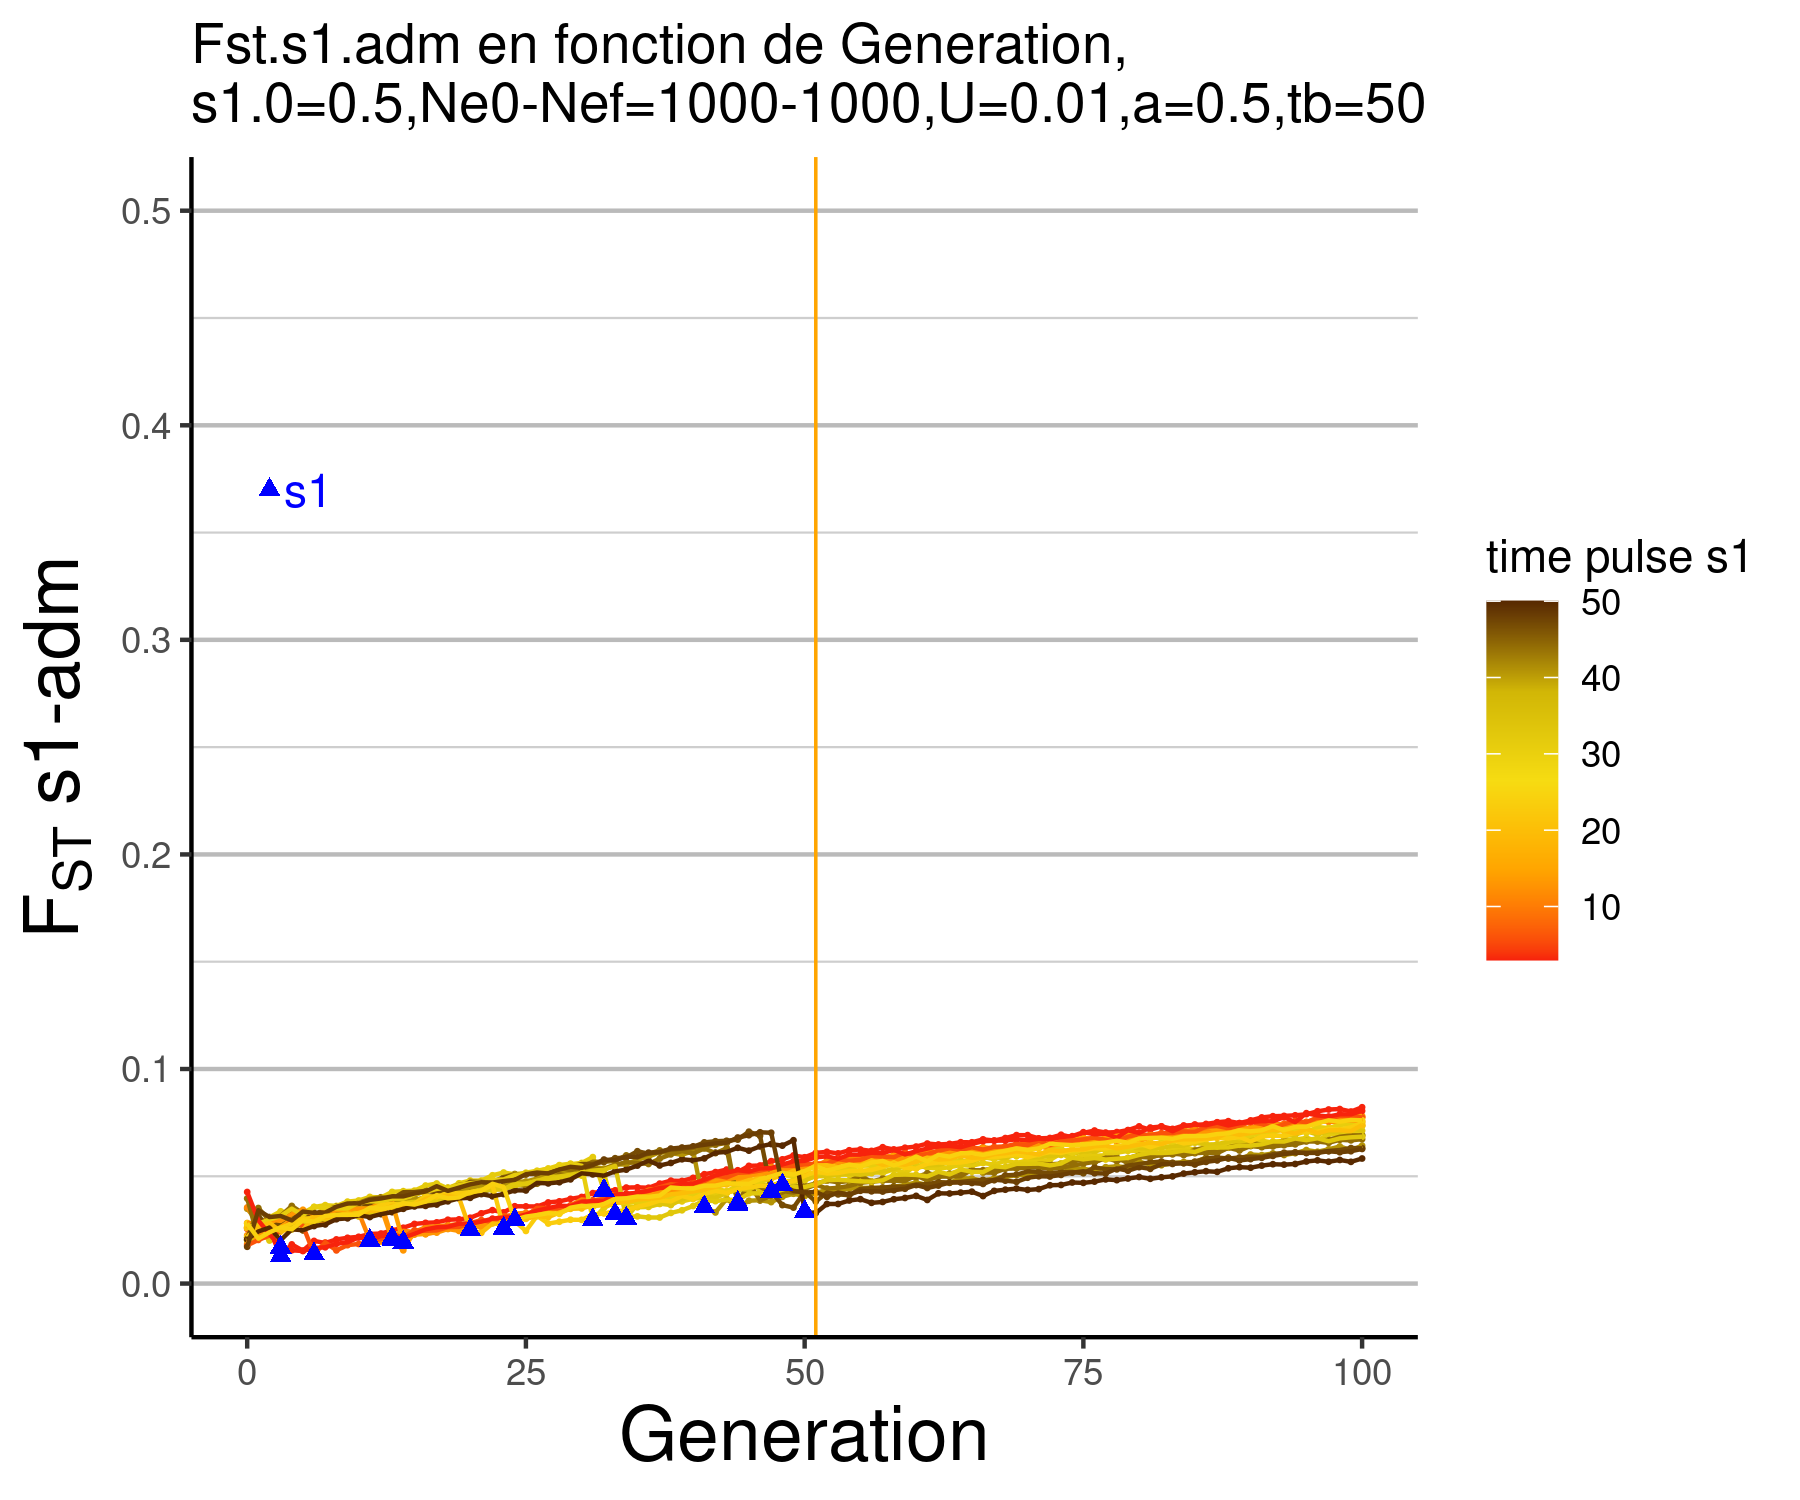 Fst.s1.adm en fonction de Generation,
s1.0=0.5,Ne0-Nef=1000-1000,U=0.01,a=0.5,tb=50
0.5
0.4
s1
0.3
0.2
0.1
0.0
FST s1-adm
0 25 50 75 100
Generation
time pulse s1
50
40
30
20
10